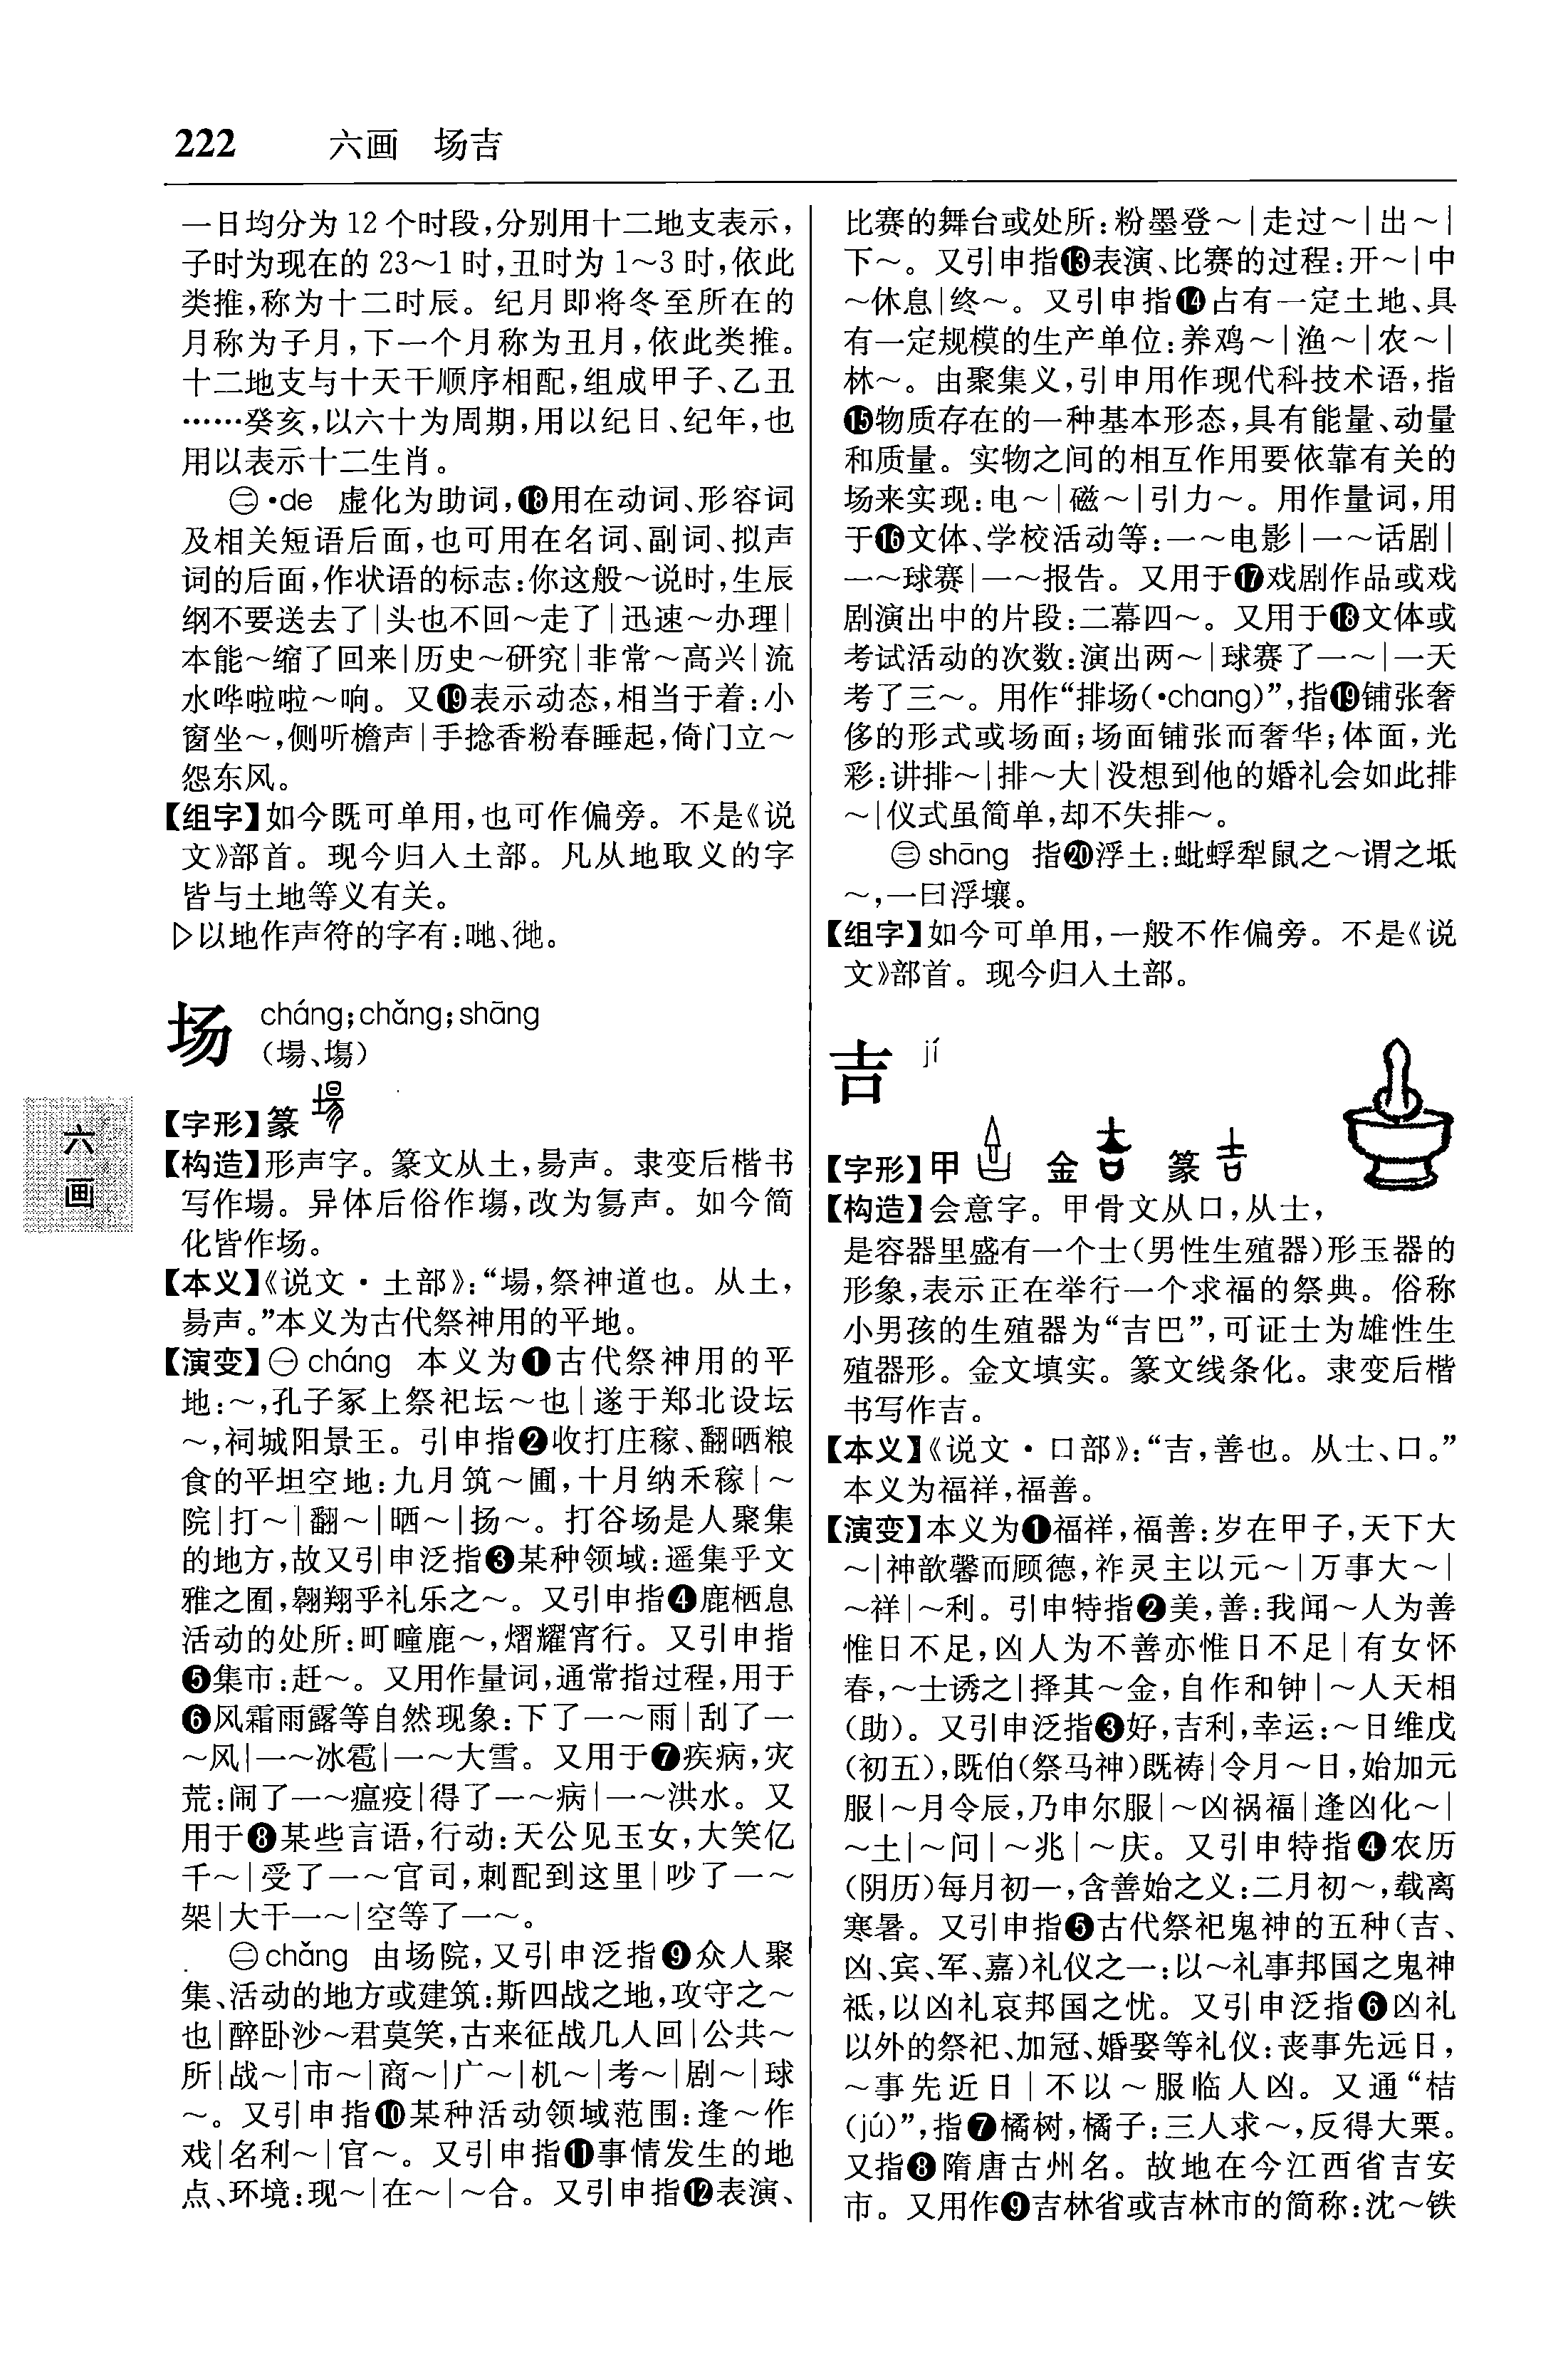 222 六画 场吉
一日均分为 12 个时段,分别用十二地支表示,
子时为现在的 23~1 时,丑时为 1~3 时,依此
类推,称为十二时辰。纪月即将冬至所在的
月称为子月,下一个月称为丑月,依此类推。
十二地支与十天干顺序相配,组成甲子、乙丑
……癸亥,以六十为周期,用以纪日、纪年,也
用以表示十二生肖。
㊁·de 虚化为助词,⓲用在动词、形容词
及相关短语后面,也可用在名词、副词、拟声
词的后面,作状语的标志:你这般~说时,生辰
纲不要送去了|头也不回~走了|迅速~办理|
本能~缩了回来|历史~研究|非常~高兴|流
水哗啦啦~响。又⓳表示动态,相当于着:小
窗坐~,侧听檐声|手捻香粉春睡起,倚门立~
怨东风。
【组字】如今既可单用,也可作偏旁。不是《说
文》部首。现今归入土部。凡从地取义的字
皆与土地等义有关。
▷以地作声符的字有:哋、䄃。
场 cháng;chǎng;shāng
(場、塲)
【字形】篆
【构造】形声字。篆文从土,昜声。隶变后楷书
写作場。异体后俗作塲,改为昜声。如今简
化皆作场。
【本义】《说文·土部》:“場,祭神道也。从土,
昜声。”本义为古代祭神用的平地。
【演变】㊀cháng 本义为❶古代祭神用的平
地:~,孔子冢上祭祀坛~也|遂于郑北设坛
~,祠城阳景王。引申指❷收打庄稼、翻晒粮
食的平坦空地:九月筑~圃,十月纳禾稼|~
院|打~|翻~|晒~|扬~。打谷场是人聚集
的地方,故又引申泛指❸某种领域:遥集乎文
雅之囿,翱翔乎礼乐之~。又引申指❹鹿栖息
活动的处所:町疃鹿~,熠耀宵行。又引申指
❺集市:赶~。又用作量词,通常指过程,用于
❻风霜雨露等自然现象:下了一~雨|刮了一
~风|一~冰雹|一~大雪。又用于❼疾病,灾
荒:闹了一~瘟疫|得了一~病|一~洪水。又
用于❽某些言语,行动:天公见玉女,大笑亿
千~|受了一~官司,刺配到这里|吵了一~
架|大干一~|空等了一~。
㊁chǎng 由场院,又引申泛指❾众人聚
集、活动的地方或建筑:斯四战之地,攻守之~
也|醉卧沙~君莫笑,古来征战几人回|公共~
所|战~|市~|商~|广~|机~|考~|剧~|球
~。又引申指❿某种活动领域范围:逢~作
戏|名利~|官~。又引申指⓫事情发生的地
点、环境:现~|在~|~合。又引申指⓬表演、
比赛的舞台或处所:粉墨登~|走过~|出~|
下~。又引申指⓭表演、比赛的过程:开~|中
~休息|终~。又引申指⓮占有一定土地、具
有一定规模的生产单位:养鸡~|渔~|农~|
林~。由聚集义,引申用作现代科技术语,指
⓯物质存在的一种基本形态,具有能量、动量
和质量。实物之间的相互作用要依靠有关的
场来实现:电~|磁~|引力~。用作量词,用
于⓰文体、学校活动等:一~电影|一~话剧|
一~球赛|一~报告。又用于⓱戏剧作品或戏
剧演出中的片段:二幕四~。又用于⓲文体或
考试活动的次数:演出两~|球赛了一~|一天
考了三~。用作“排场(·chang)”,指⓳铺张奢
侈的形式或场面;场面铺张而奢华;体面,光
彩:讲排~|排~大|没想到他的婚礼会如此排
~|仪式虽简单,却不失排~。
㊂shāng 指⓴浮土:蚍蜉犁鼠之~谓之坻
~,一曰浮壤。
【组字】如今可单用,一般不作偏旁。不是《说
文》部首。现今归入土部。
吉 jí
【字形】甲 金 篆
【构造】会意字。甲骨文从口,从士,
是容器里盛有一个士(男性生殖器)形玉器的
形象,表示正在举行一个求福的祭典。俗称
小男孩的生殖器为“吉巴”,可证士为雄性生
殖器形。金文填实。篆文线条化。隶变后楷
书写作吉。
【本义】《说文·口部》:“吉,善也。从士、口。”
本义为福祥,福善。
【演变】本义为❶福祥,福善:岁在甲子,天下大
~|神歆馨而顾德,祚灵主以元~|万事大~|
~祥|~利。引申特指❷美,善:我闻~人为善
惟日不足,凶人为不善亦惟日不足|有女怀
春,~士诱之|择其~金,自作和钟|~人天相
(助)。又引申泛指❸好,吉利,幸运:~日维戊
(初五),既伯(祭马神)既祷|令月~日,始加元
服|~月令辰,乃申尔服|~凶祸福|逢凶化~|
~土|~问|~兆|~庆。又引申特指❹农历
(阴历)每月初一,含善始之义:二月初~,载离
寒暑。又引申指❺古代祭祀鬼神的五种(吉、
凶、宾、军、嘉)礼仪之一:以~礼事邦国之鬼神
祇,以凶礼哀邦国之忧。又引申泛指❻凶礼
以外的祭祀、加冠、婚娶等礼仪:丧事先远日,
~事先近日|不以~服临人凶。又通“桔
(jú)”,指❼橘树,橘子:三人求~,反得大栗。
又指❽隋唐古州名。故地在今江西省吉安
市。又用作❾吉林省或吉林市的简称:沈~铁
六画